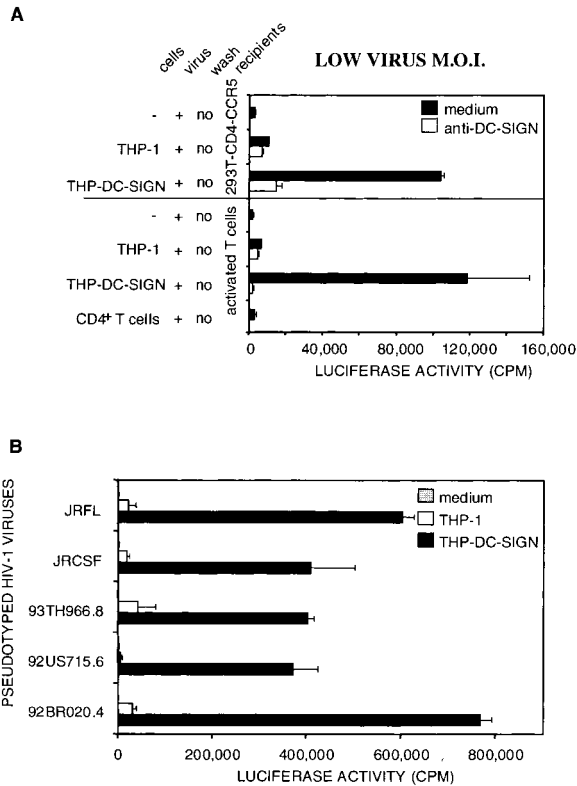 A
cells virus wash recipients
LOW VIRUS M.O.I.
293T-CD4-CCR5
- + no
THP-1 + no
THP-DC-SIGN + no
medium
anti-DC-SIGN
activated T cells
- + no
THP-1 + no
THP-DC-SIGN + no
CD4+ T cells + no
0 40,000 80,000 120,000 160,000
LUCIFERASE ACTIVITY (CPM)
B
PSEUDOTYPED HIV-1 VIRUSES
medium
THP-1
THP-DC-SIGN
JRFL
JRCSF
93TH966.8
92US715.6
92BR020.4
0 200,000 400,000 600,000 800,000
LUCIFERASE ACTIVITY (CPM)